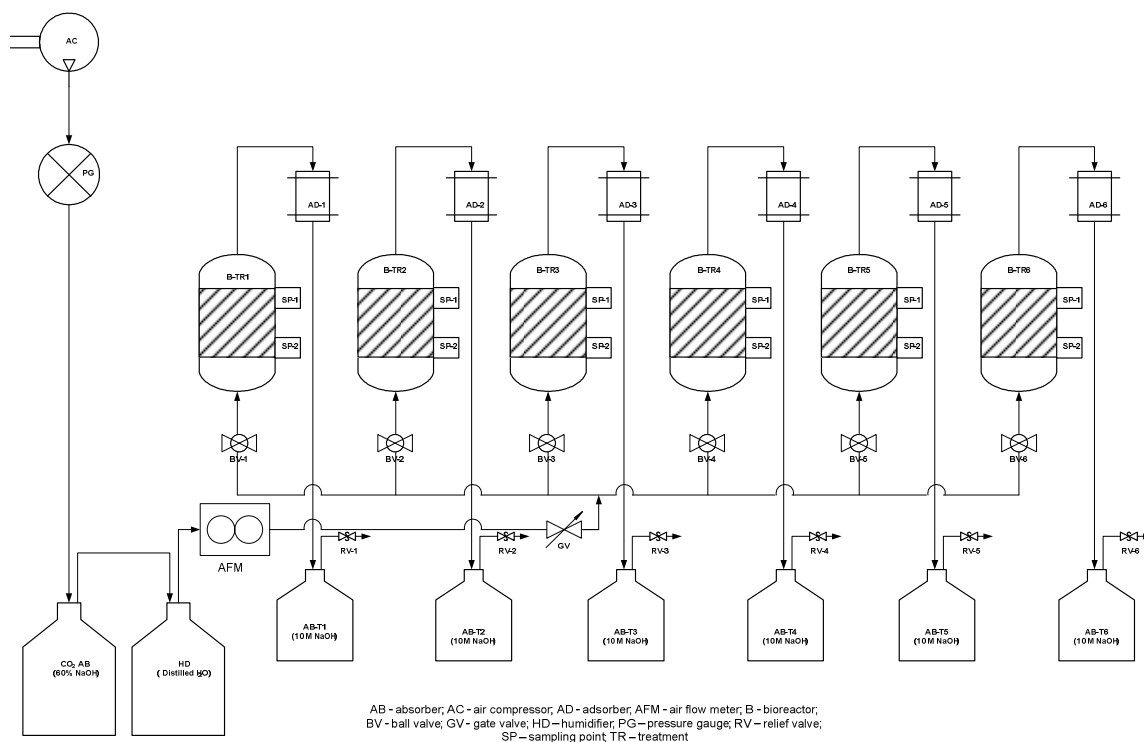 AC
PG
AD-1
AD-2
AD-3
AD-4
AD-5
AD-6
B-TR1
B-TR2
B-TR3
B-TR4
B-TR5
B-TR6
SP-1
SP-1
SP-1
SP-1
SP-1
SP-1
SP-2
SP-2
SP-2
SP-2
SP-2
SP-2
BV-1
BV-2
BV-3
BV-4
BV-5
BV-6
AFM
GV
RV-1
RV-2
RV-3
RV-4
RV-5
RV-6
AB-T1
(10M NaOH)
AB-T2
(10M NaOH)
AB-T3
(10M NaOH)
AB-T4
(10M NaOH)
AB-T5
(10M NaOH)
AB-T6
(10M NaOH)
CO₂ AB
(60% NaOH)
HD
( Distilled H₂O)
AB - absorber; AC - air compressor; AD - adsorber; AFM - air flow meter; B - bioreactor;
BV - ball valve; GV - gate valve; HD – humidifier; PG – pressure gauge; RV – relief valve;
SP – sampling point; TR – treatment